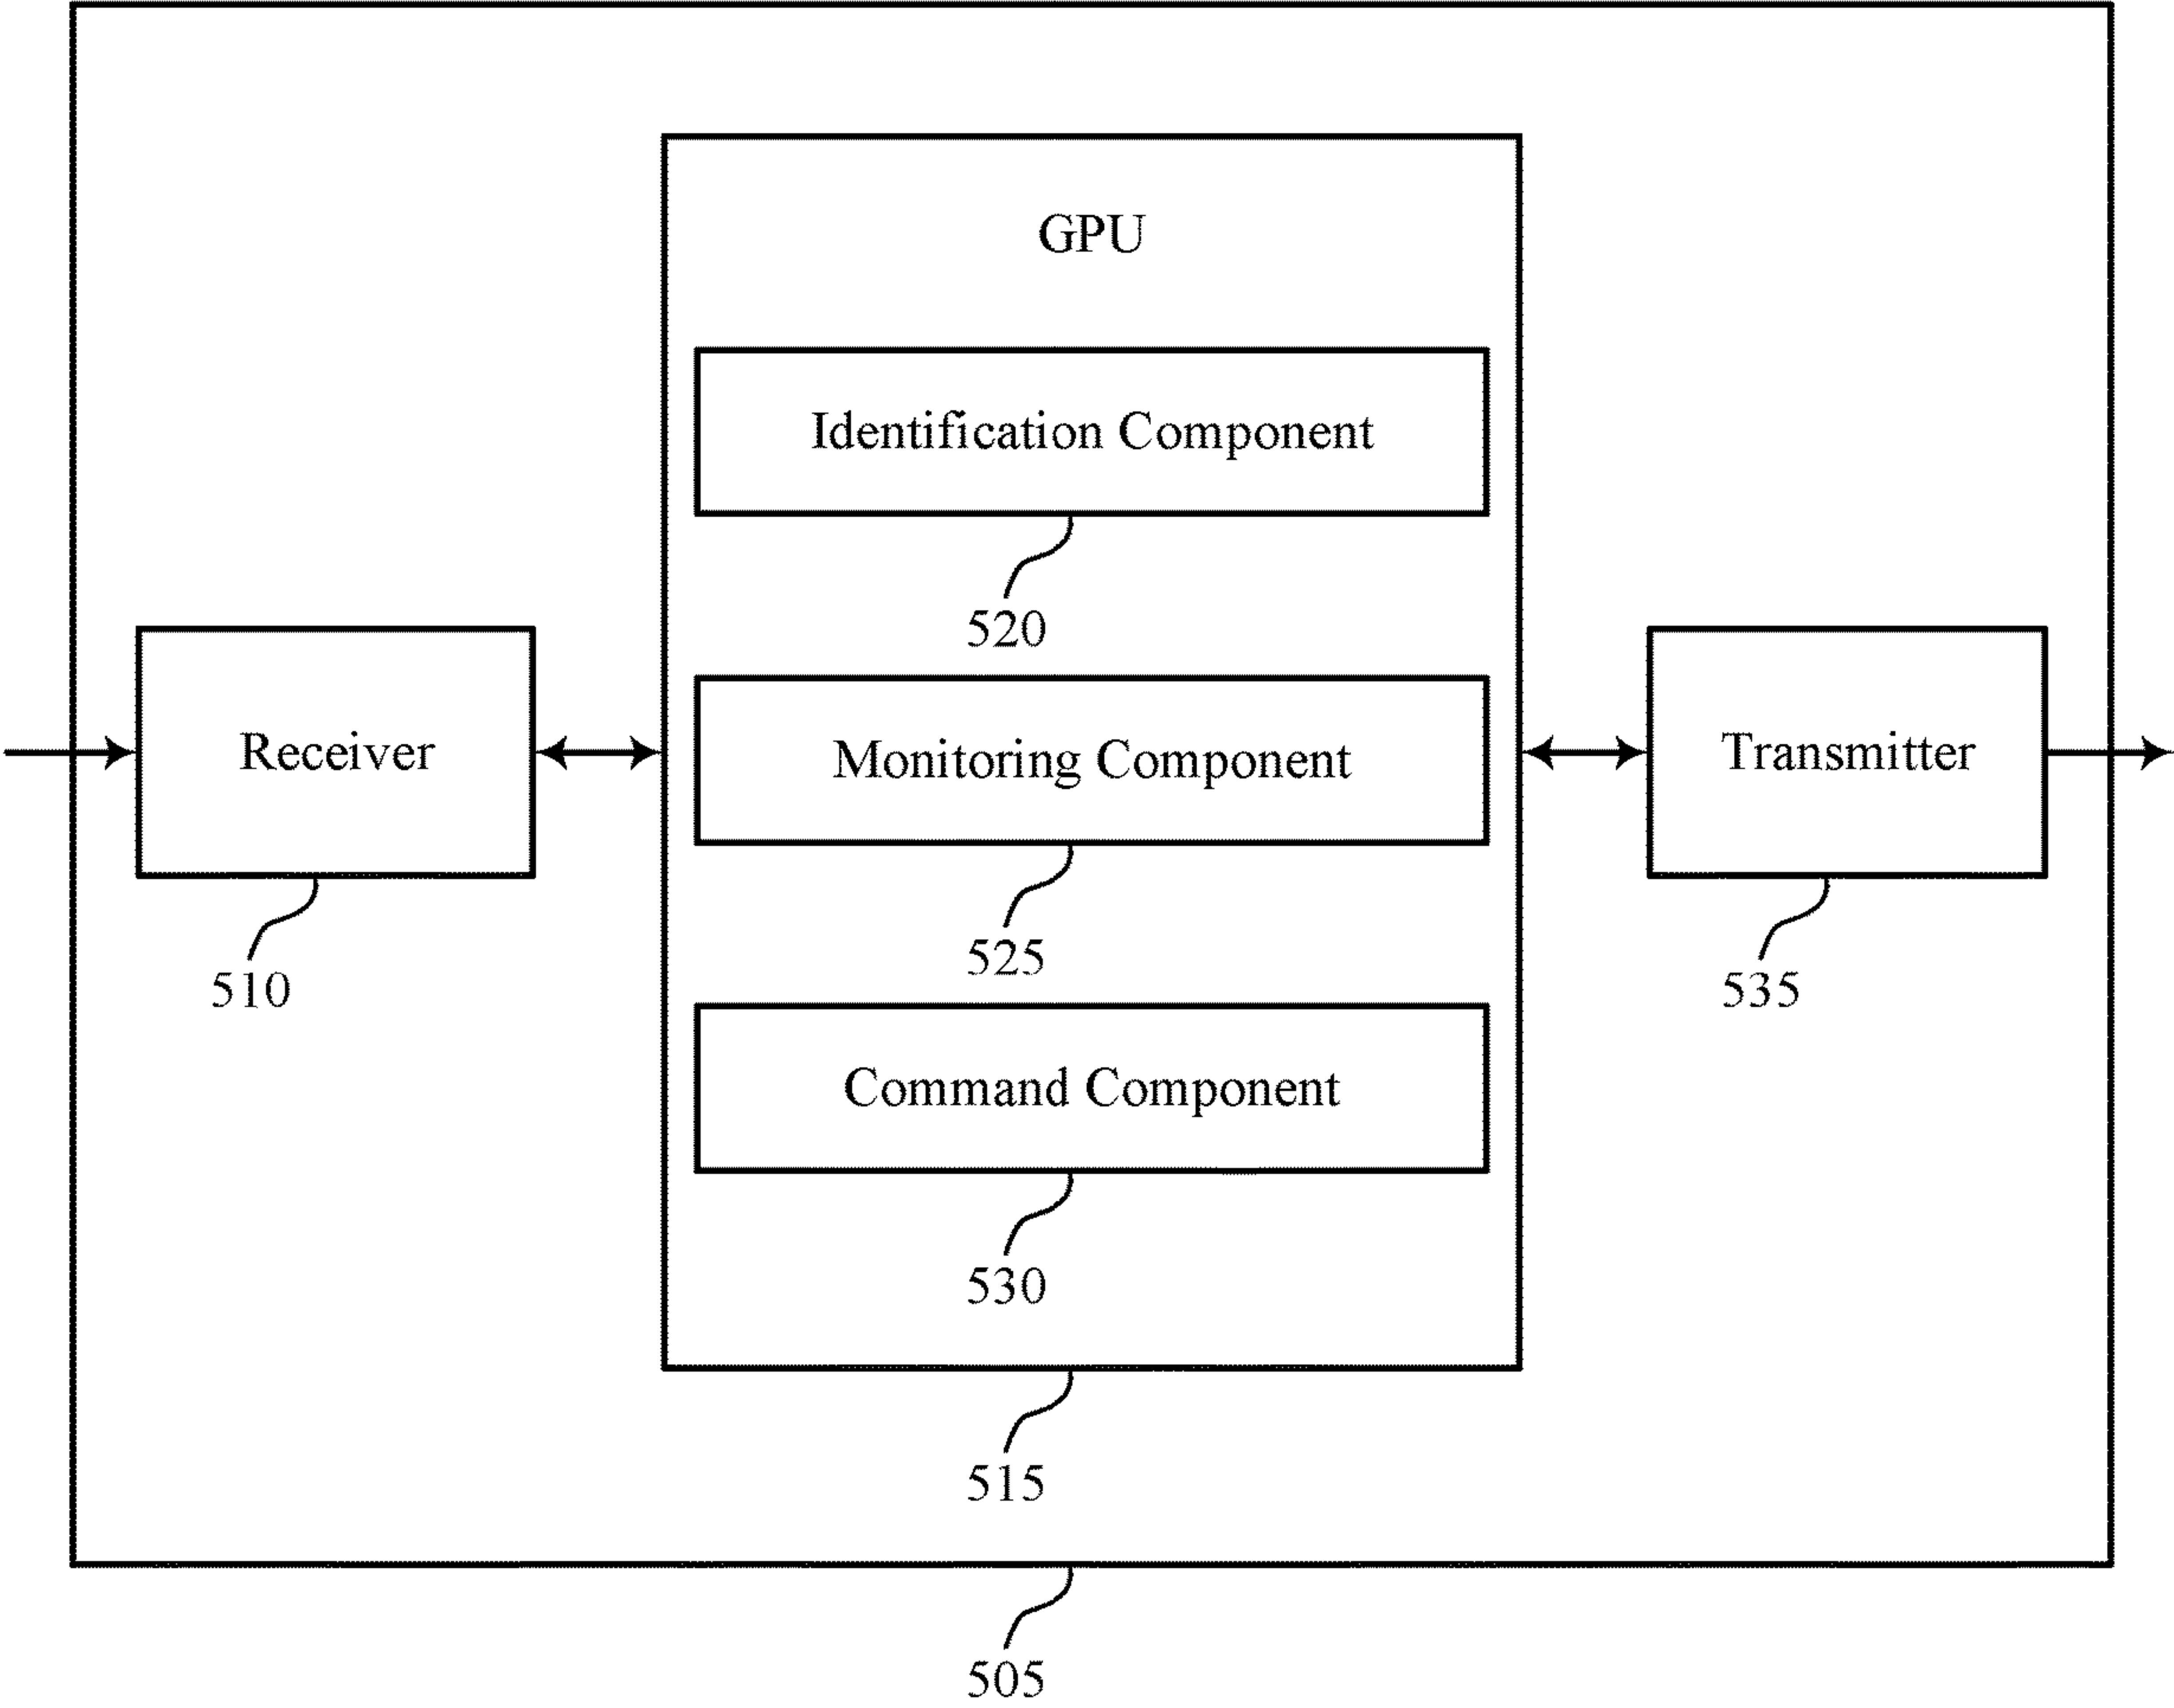 GPU
Identification Component
520
Receiver
Monitoring Component
Transmitter
510
525
535
Command Component
530
515
505